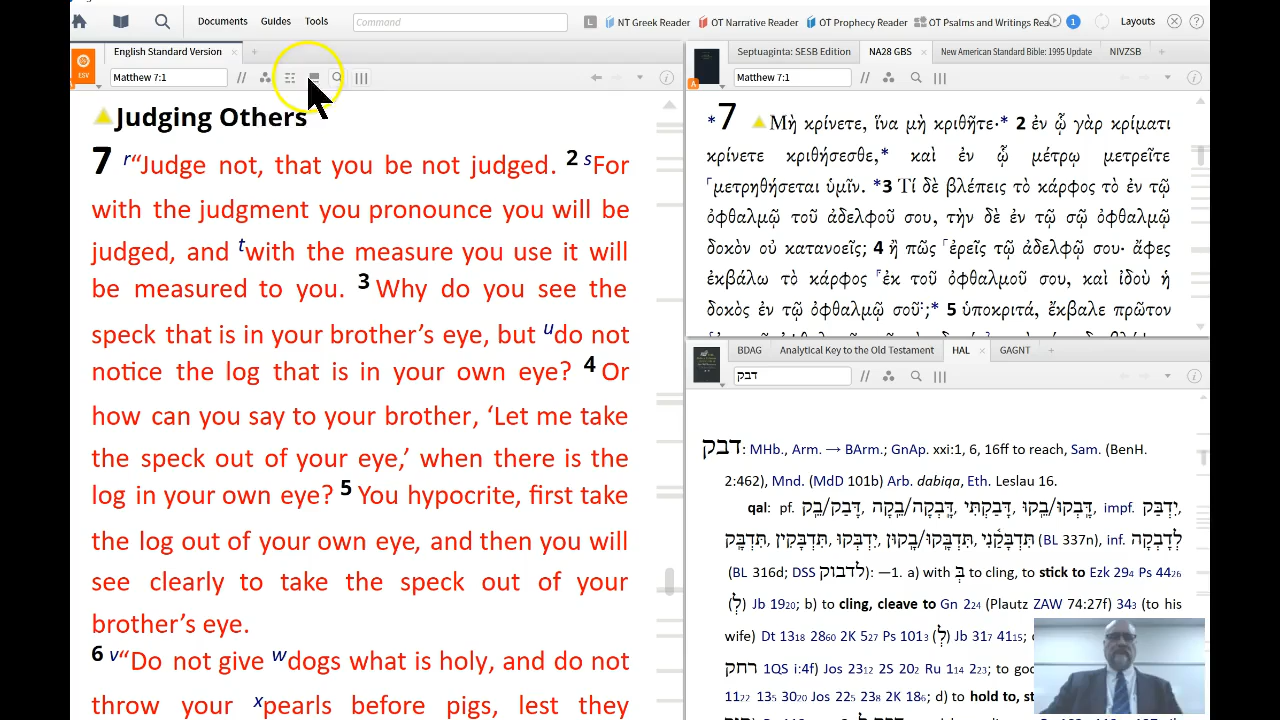 Documents Guides Tools Command L NT Greek Reader OT Narrative Reader OT Prophecy Reader OT Psalms and Writings Rea 1 Layouts
English Standard Version
ESV
Matthew 7:1
Judging Others
7 r“Judge not, that you be not judged. 2 sFor
with the judgment you pronounce you will be
judged, and twith the measure you use it will
be measured to you. 3 Why do you see the
speck that is in your brother’s eye, but udo not
notice the log that is in your own eye? 4 Or
how can you say to your brother, ‘Let me take
the speck out of your eye,’ when there is the
log in your own eye? 5 You hypocrite, first take
the log out of your own eye, and then you will
see clearly to take the speck out of your
brother’s eye.
6 v“Do not give wdogs what is holy, and do not
throw your xpearls before pigs, lest they
Septuaginta: SESB Edition NA28 GBS New American Standard Bible: 1995 Update NIVZSB
A Matthew 7:1
*7 Μὴ κρίνετε, ἵνα μὴ κριθῆτε·* 2 ἐν ᾧ γὰρ κρίματι
κρίνετε κριθήσεσθε,* καὶ ἐν ᾧ μέτρῳ μετρεῖτε
⸀μετρηθήσεται ὑμῖν. *3 Τί δὲ βλέπεις τὸ κάρφος τὸ ἐν τῷ
ὀφθαλμῷ τοῦ ἀδελφοῦ σου, τὴν δὲ ἐν τῷ σῷ ὀφθαλμῷ
δοκὸν οὐ κατανοεῖς; 4 ἢ πῶς ⸀ἐρεῖς τῷ ἀδελφῷ σου· ἄφες
ἐκβάλω τὸ κάρφος ⸀ἐκ τοῦ ὀφθαλμοῦ σου, καὶ ἰδοὺ ἡ
δοκὸς ἐν τῷ ὀφθαλμῷ σοῦ;* 5 ὑποκριτά, ἔκβαλε πρῶτον
BDAG Analytical Key to the Old Testament HAL GAGNT
דבק
דבק: MHb., Arm. → BArm.; GnAp. xxi:1, 6, 16ff to reach, Sam. (BenH.
2:462), Mnd. (MdD 101b) Arb. dabiqa, Eth. Leslau 16.
qal: pf. דָּבַק/בֵק, דָּבְקָה/בֵקָה, דָּבַקְתִּי, דָּבְקוּ/בֵקוּ, impf. יִדְבַּק,
תִּדְבַּק, תִּדְבְּקוּ/בָּקוּן, יִדְבְּקוּ, תִּדְבָּקִין, תִּדְבָּקַנִי (BL 337n), inf. לְדָבְקָה
(BL 316d; DSS לדבוק): —1. a) with בְּ to cling, to stick to Ezk 294 Ps 4426
(לְ) Jb 1920; b) to cling, cleave to Gn 224 (Plautz ZAW 74:27f) 343 (to his
wife) Dt 1318 2860 2K 527 Ps 1013 (לְ) Jb 317 4115;
רחק 1QS i:4f) Jos 2312 2S 202 Ru 114 223; to
1122 135 3020 Jos 225 238 2K 186; d) to hold to,